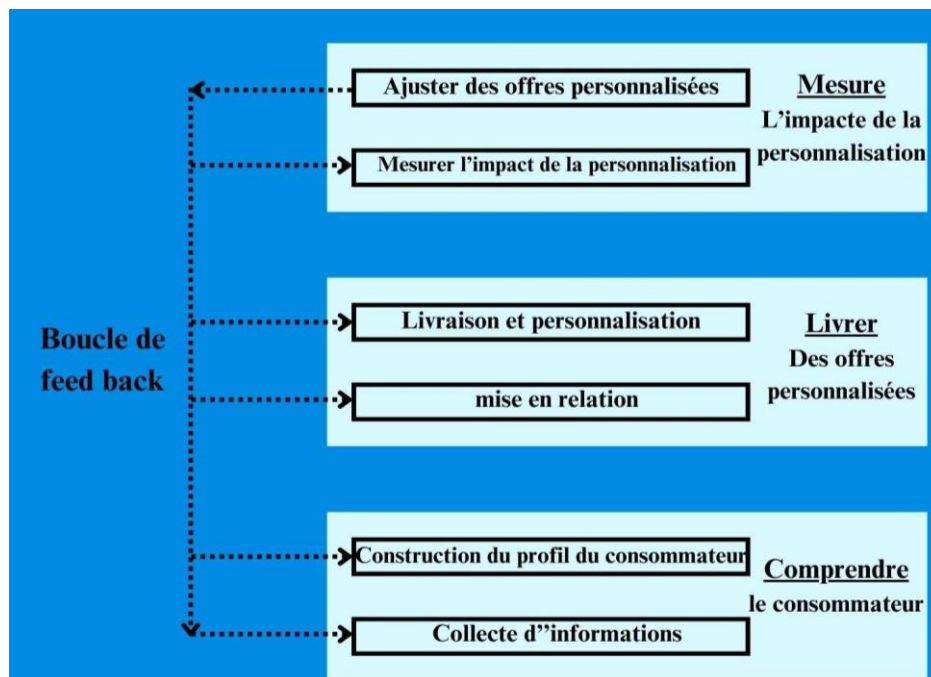 Ajuster des offres personnalisées
Mesure
L'impacte de la
personnalisation
Mesurer l'impact de la personnalisation
Boucle de
feed back
Livraison et personnalisation
mise en relation
Livrer
Des offres
personnalisées
Construction du profil du consommateur
Collecte d’’informations
Comprendre
le consommateur